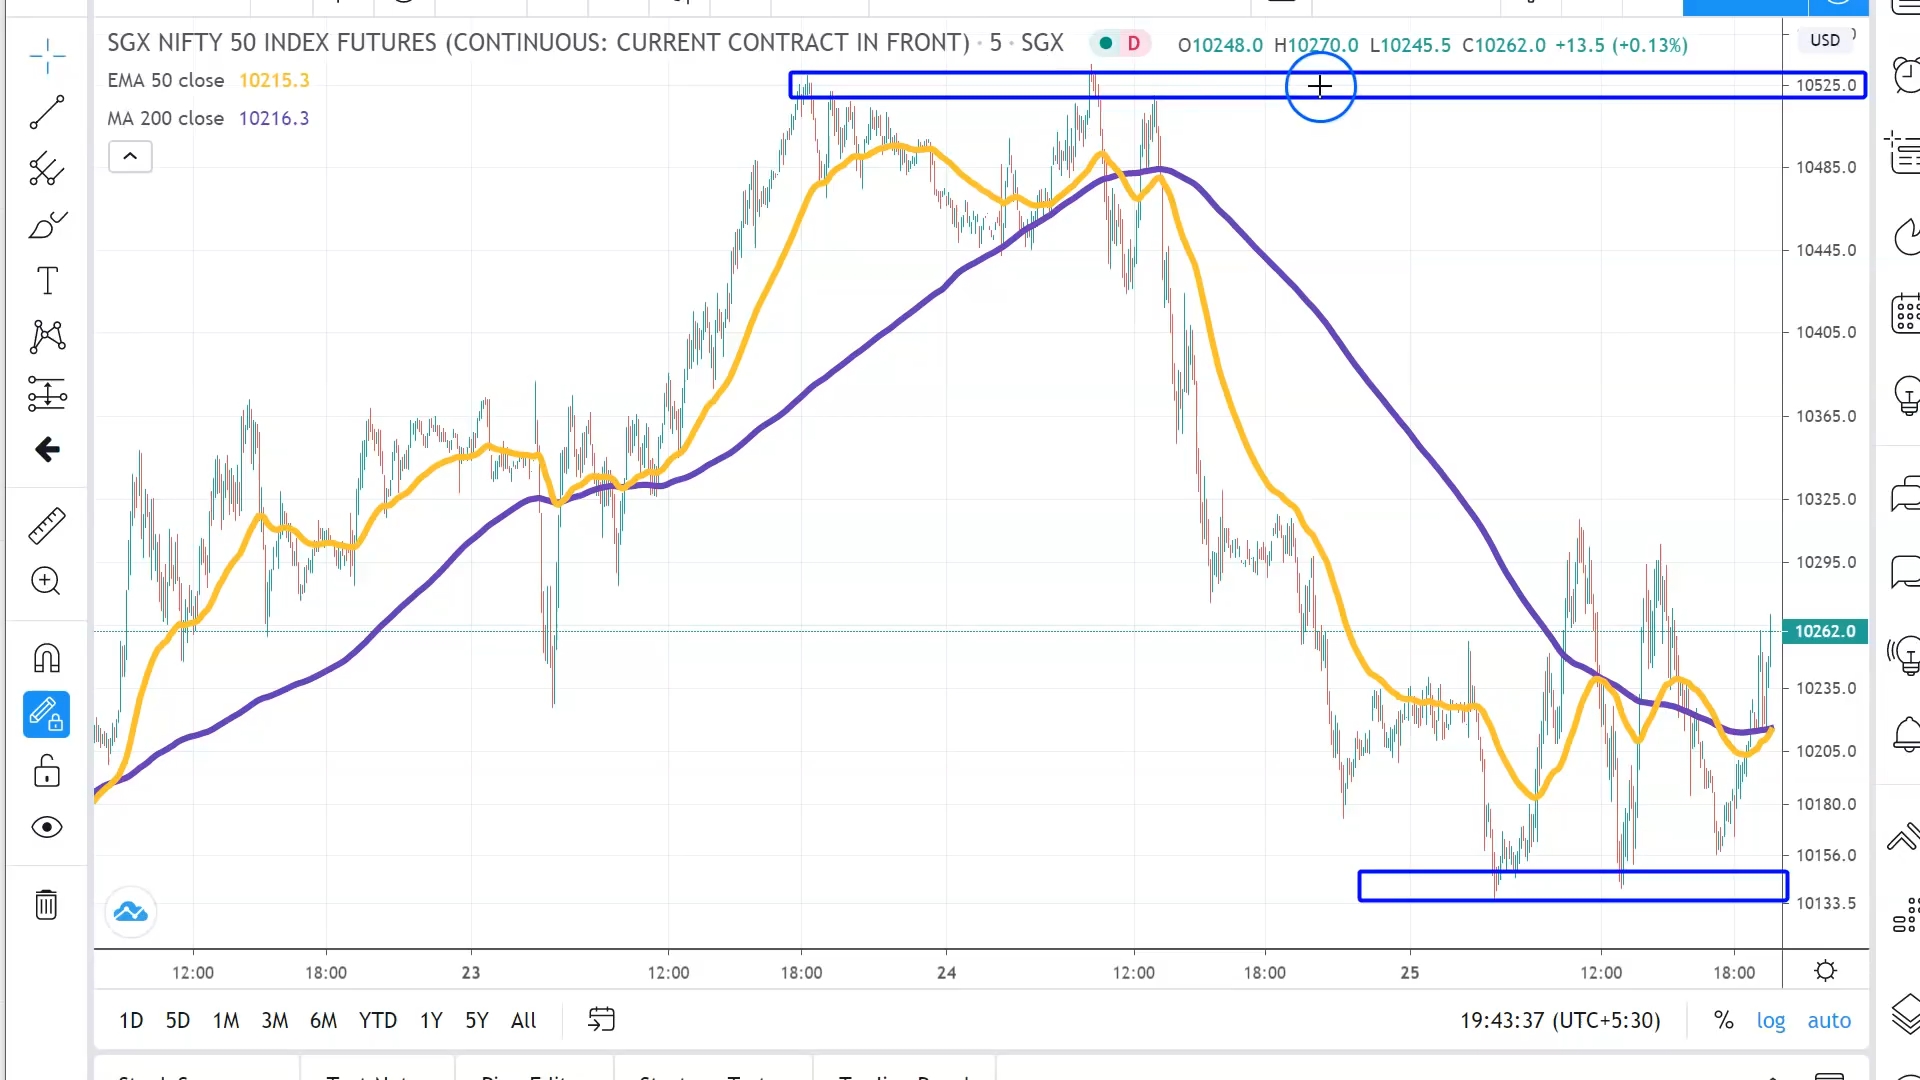 SGX NIFTY 50 INDEX FUTURES (CONTINUOUS: CURRENT CONTRACT IN FRONT) · 5 · SGX D O10248.0 H10270.0 L10245.5 C10262.0 +13.5 (+0.13%)
EMA 50 close 10215.3
MA 200 close 10216.3
USD
10525.0
10485.0
10445.0
10405.0
10365.0
10325.0
10295.0
10262.0
10235.0
10205.0
10180.0
10156.0
10133.5
12:00 18:00 23 12:00 18:00 24 12:00 18:00 25 12:00 18:00
1D 5D 1M 3M 6M YTD 1Y 5Y All 19:43:37 (UTC+5:30) % log auto